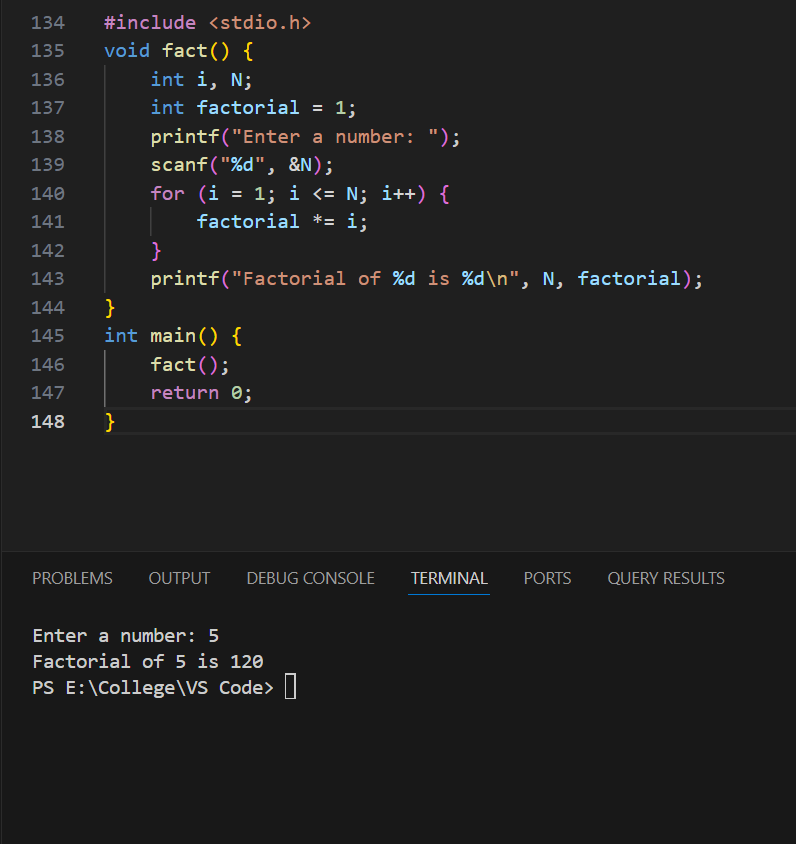 134 #include <stdio.h>
135 void fact() {
136     int i, N;
137     int factorial = 1;
138     printf("Enter a number: ");
139     scanf("%d", &N);
140     for (i = 1; i <= N; i++) {
141         factorial *= i;
142     }
143     printf("Factorial of %d is %d\n", N, factorial);
144 }
145 int main() {
146     fact();
147     return 0;
148 }
PROBLEMS OUTPUT DEBUG CONSOLE TERMINAL PORTS QUERY RESULTS
Enter a number: 5
Factorial of 5 is 120
PS E:\College\VS Code>